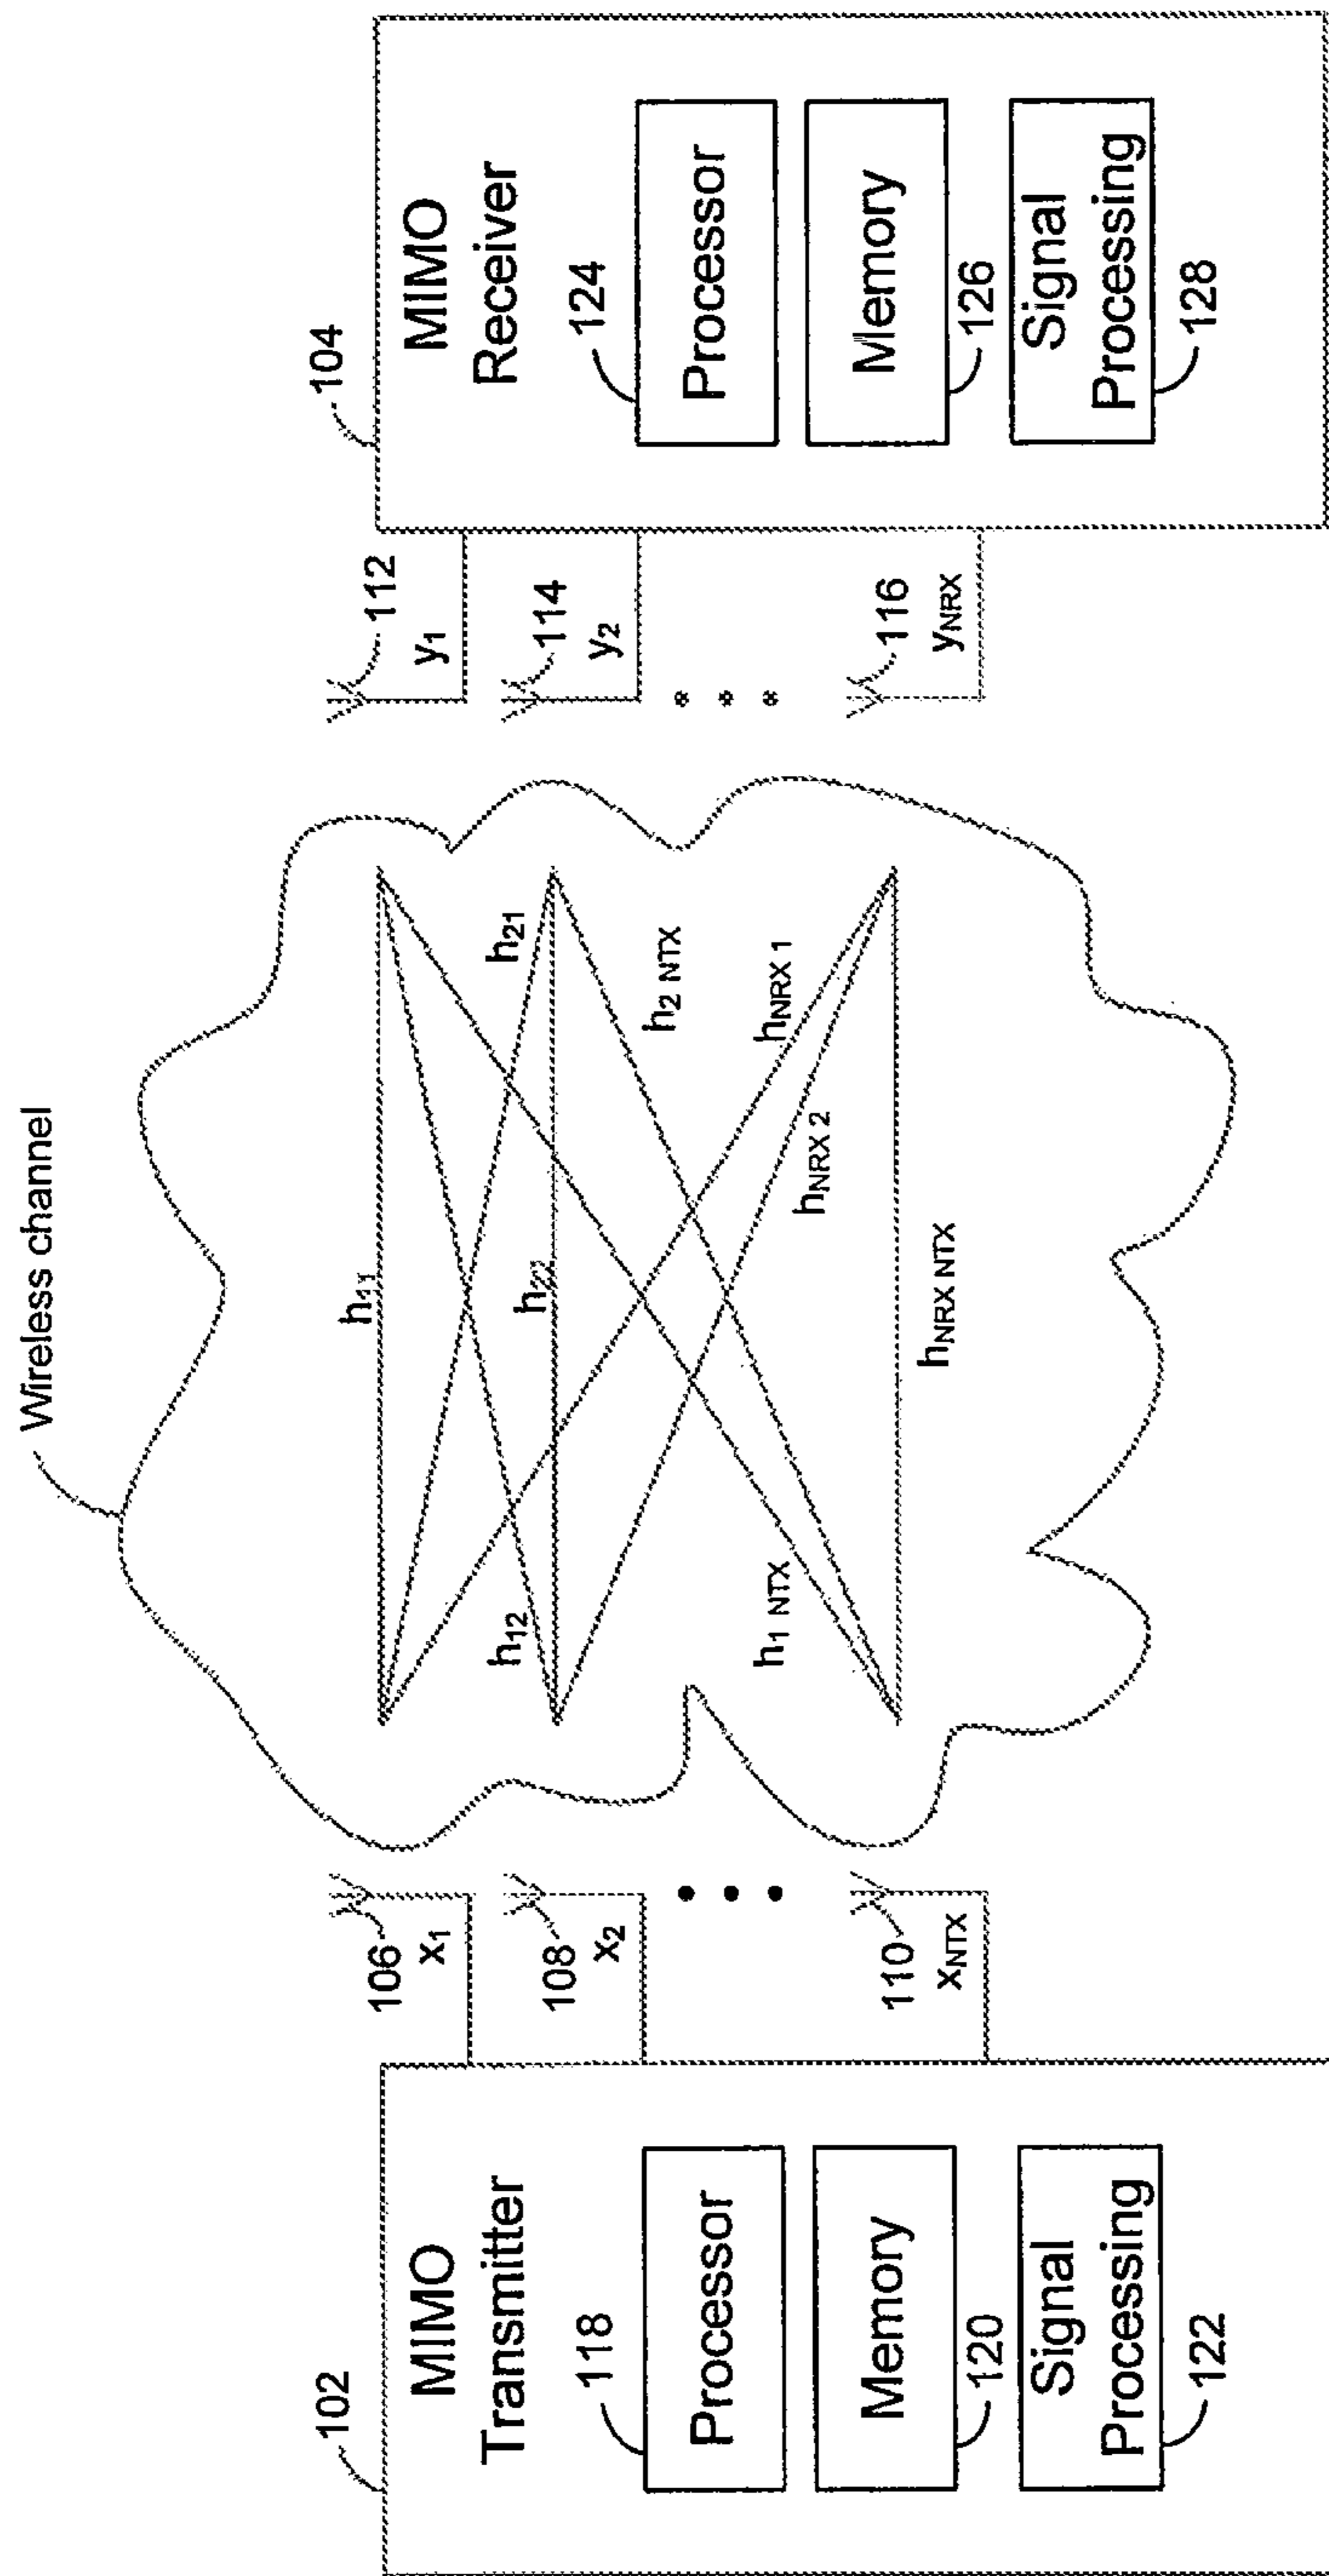 Wireless channel
102
MIMO
Transmitter
118
Processor
Memory
120
Signal
Processing
122
106
x1
108
x2
110
xNTX
h11
h12
h21
h22
h1 NTX
h2 NTX
hNRX 1
hNRX 2
hNRX NTX
112
y1
114
y2
116
yNRX
104
MIMO
Receiver
124
Processor
Memory
126
Signal
Processing
128